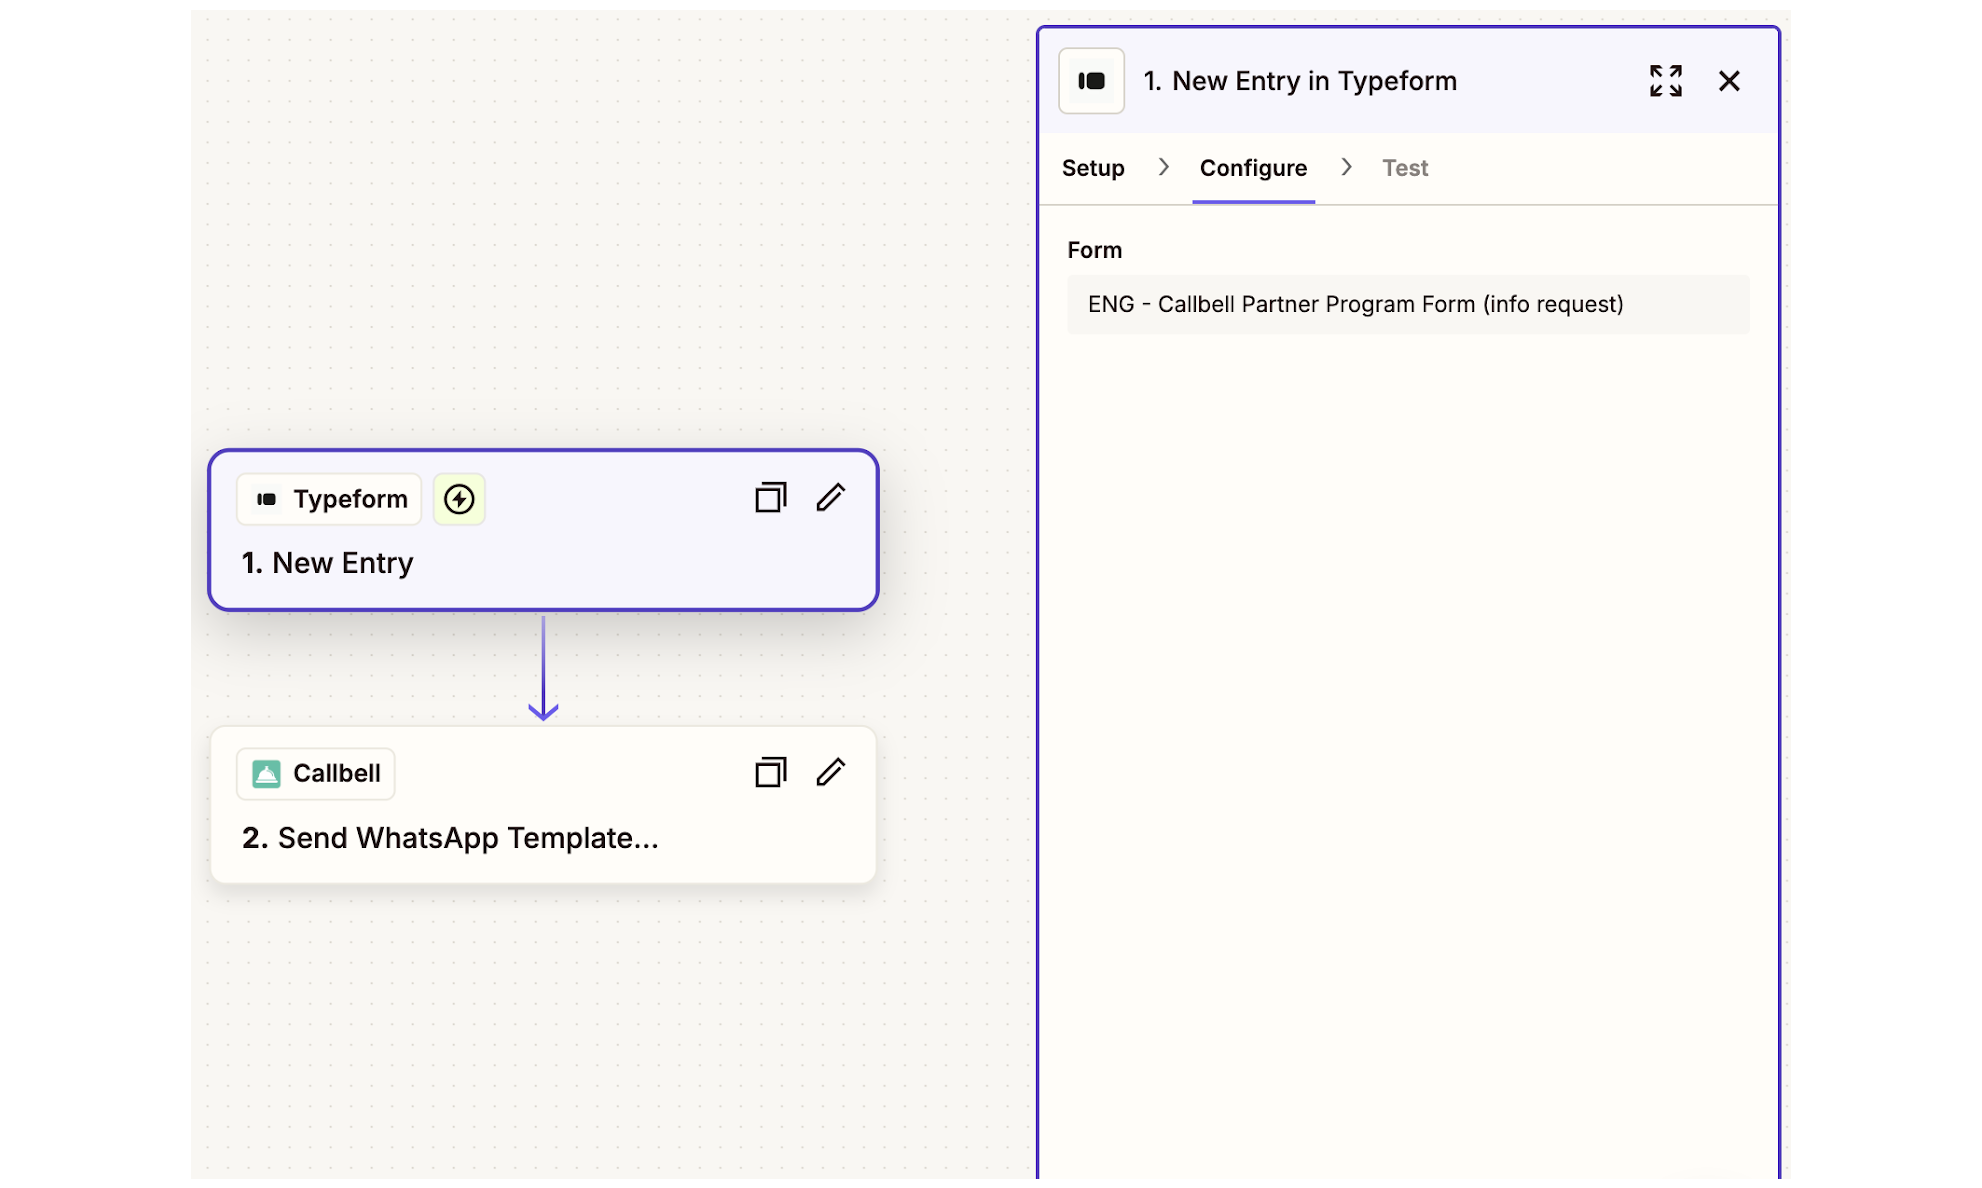 Typeform
1. New Entry
Callbell
2. Send WhatsApp Template...
1. New Entry in Typeform
Setup
Configure
Test
Form
ENG - Callbell Partner Program Form (info request)